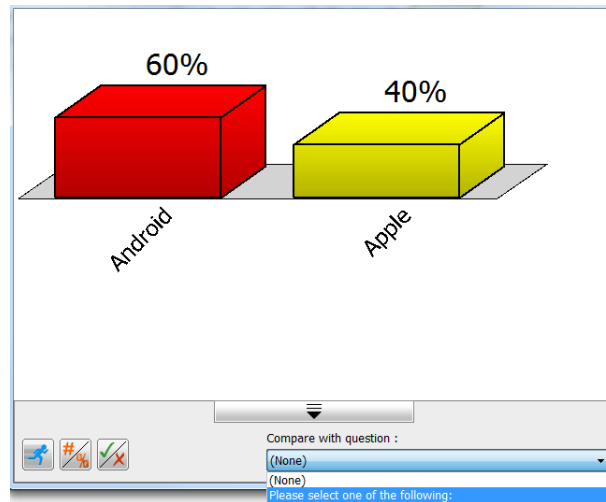 60%
40%
Android
Apple
#/%
Compare with question :
(None)
(None)
Please select one of the following: